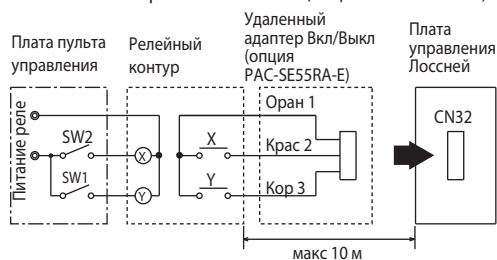 Плата пульта
управления
Релейный
контур
Удаленный
адаптер Вкл/Выкл
(опция
PAC-SE55RA-E)
Плата
управления
Лоссней
Питание реле
SW2
SW1
X
Y
X
Y
Оран 1
Крас 2
Кор 3
CN32
макс 10 м